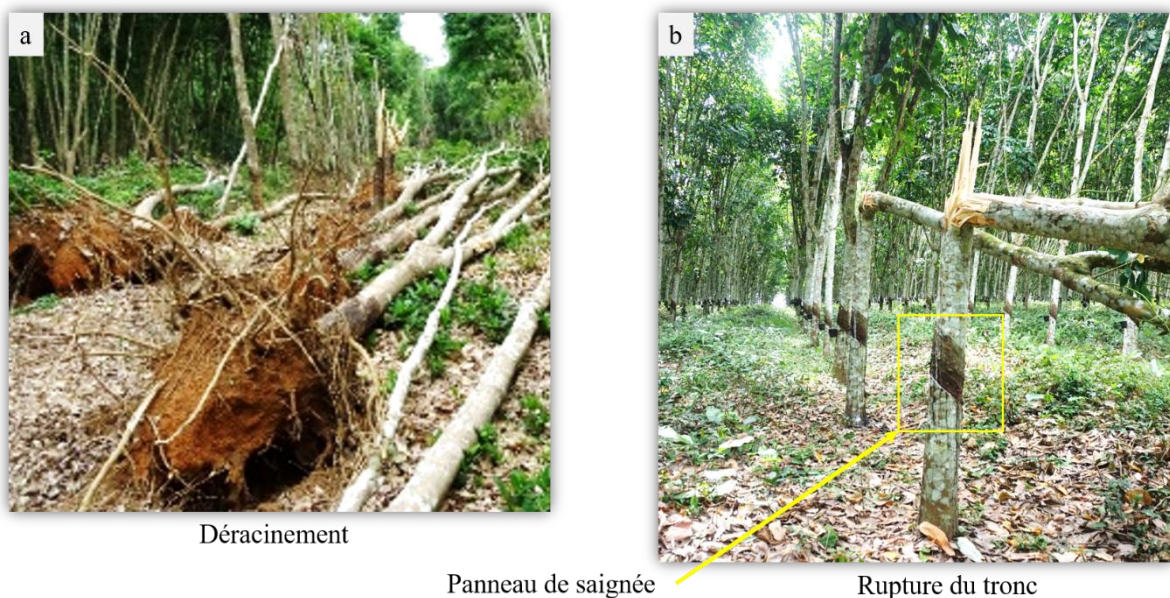 a
b
Déracinement
Panneau de saignée
Rupture du tronc